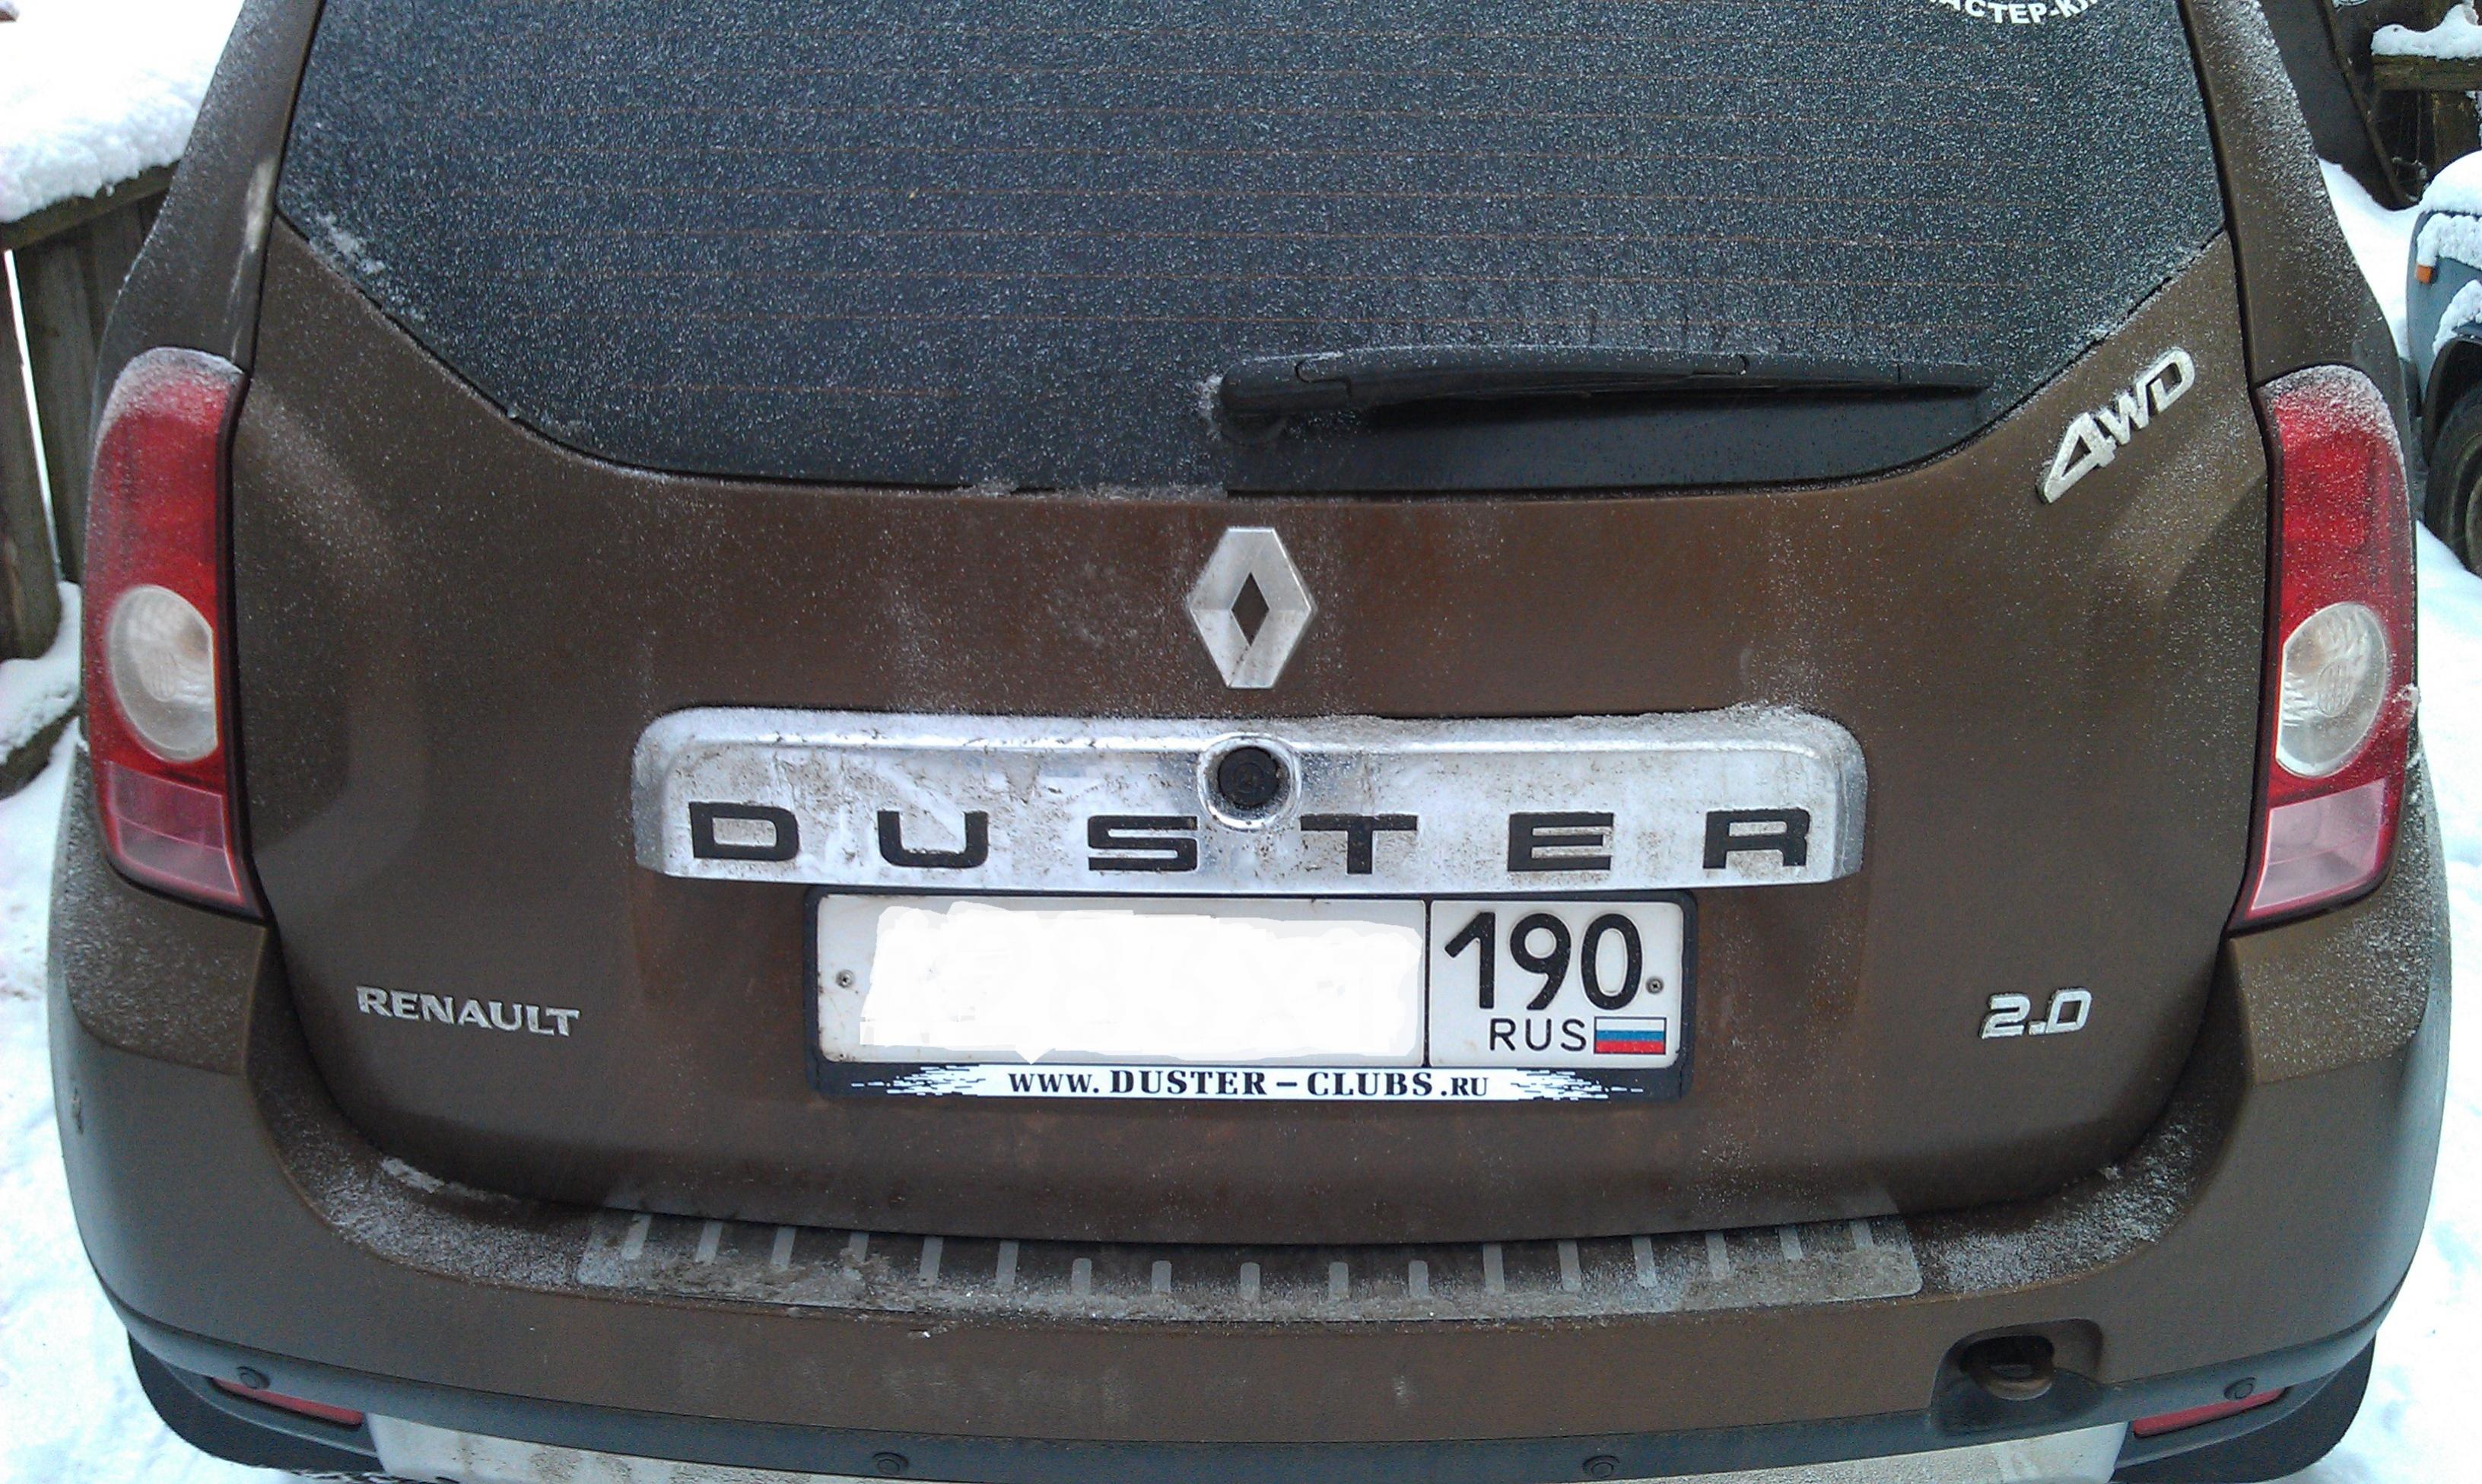 4WD
DUSTER
190
RUS
RENAULT
2.0
WWW.DUSTER-CLUBS.RU